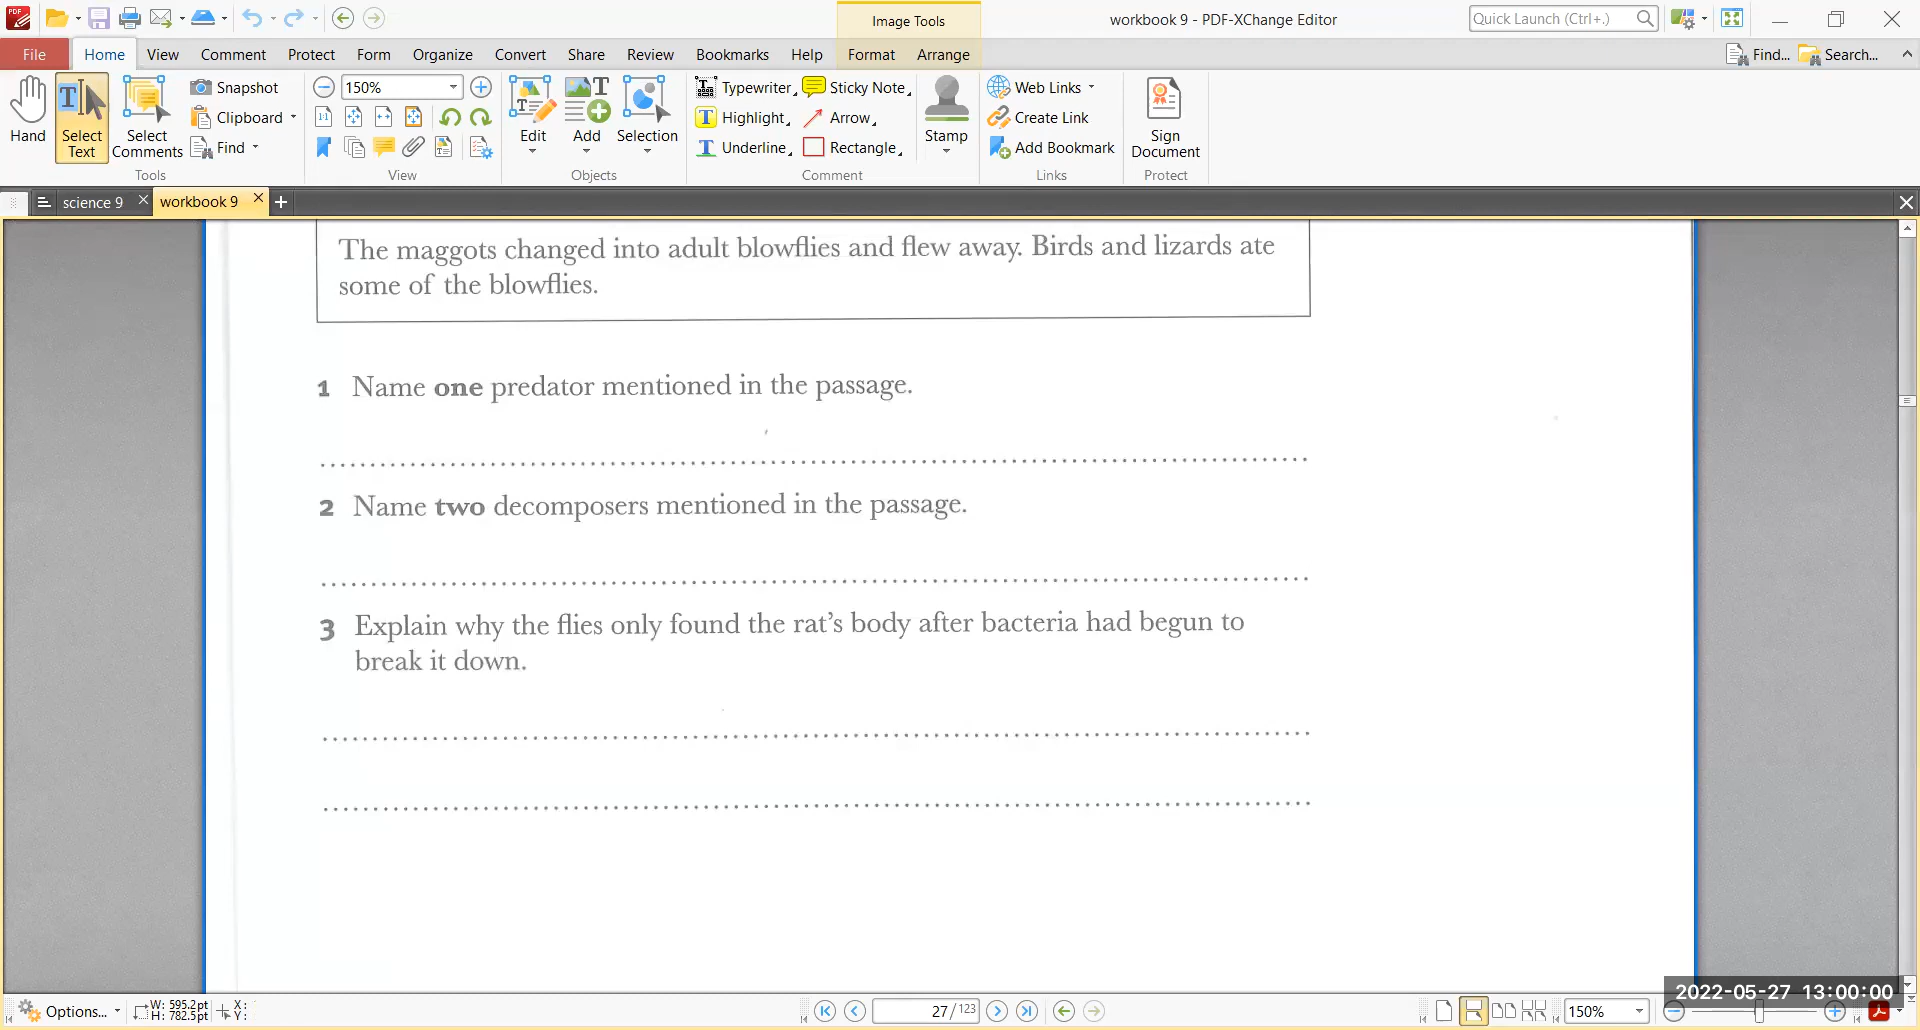 Image Tools
workbook 9 - PDF-XChange Editor
Quick Launch (Ctrl+.)
File Home View Comment Protect Form Organize Convert Share Review Bookmarks Help Format Arrange Find... Search...
Hand
Select Text
Select Comments
Snapshot
Clipboard
Find
150%
Edit
Add
Selection
Typewriter
Highlight
Underline
Sticky Note
Arrow
Rectangle
Stamp
Web Links
Create Link
Add Bookmark
Sign Document
Tools View Objects Comment Links Protect
science 9 workbook 9
The maggots changed into adult blowflies and flew away. Birds and lizards ate
some of the blowflies.
1 Name one predator mentioned in the passage.
2 Name two decomposers mentioned in the passage.
3 Explain why the flies only found the rat's body after bacteria had begun to
break it down.
2022-05-27 13:00:00
Options... W: 595.2pt H: 782.5pt X: Y: 27 / 123 150%